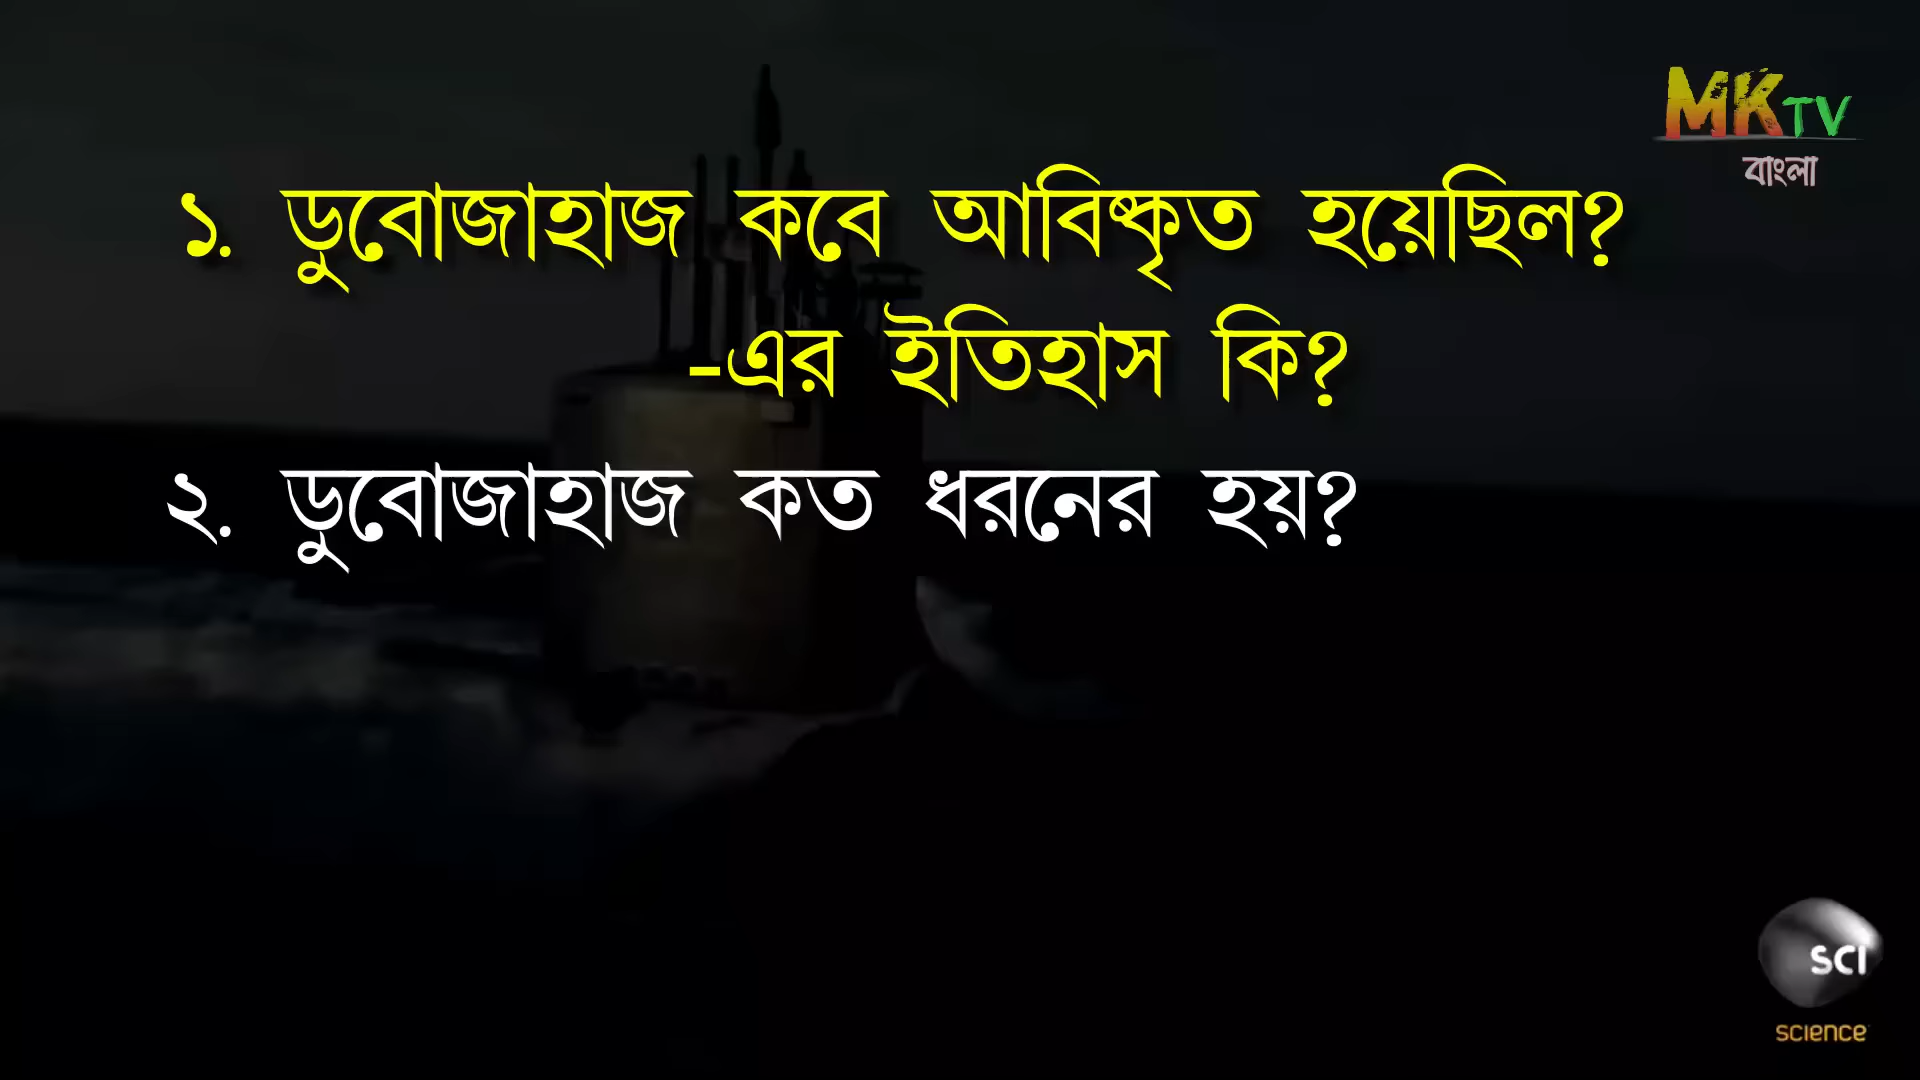 MKTV
বাংলা
১. ডুবোজাহাজ কবে আবিষ্কৃত হয়েছিল?
-এর ইতিহাস কি?
২. ডুবোজাহাজ কত ধরনের হয়?
SCI
SCIENCE